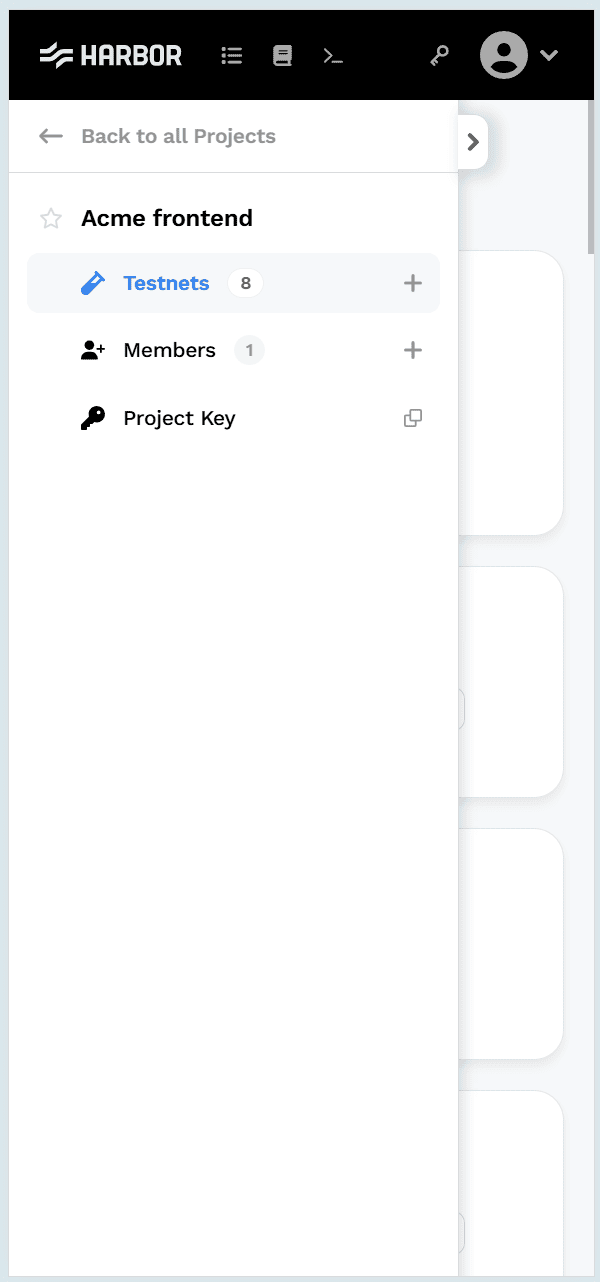 HARBOR
Back to all Projects
Acme frontend
Testnets 8
Members 1
Project Key